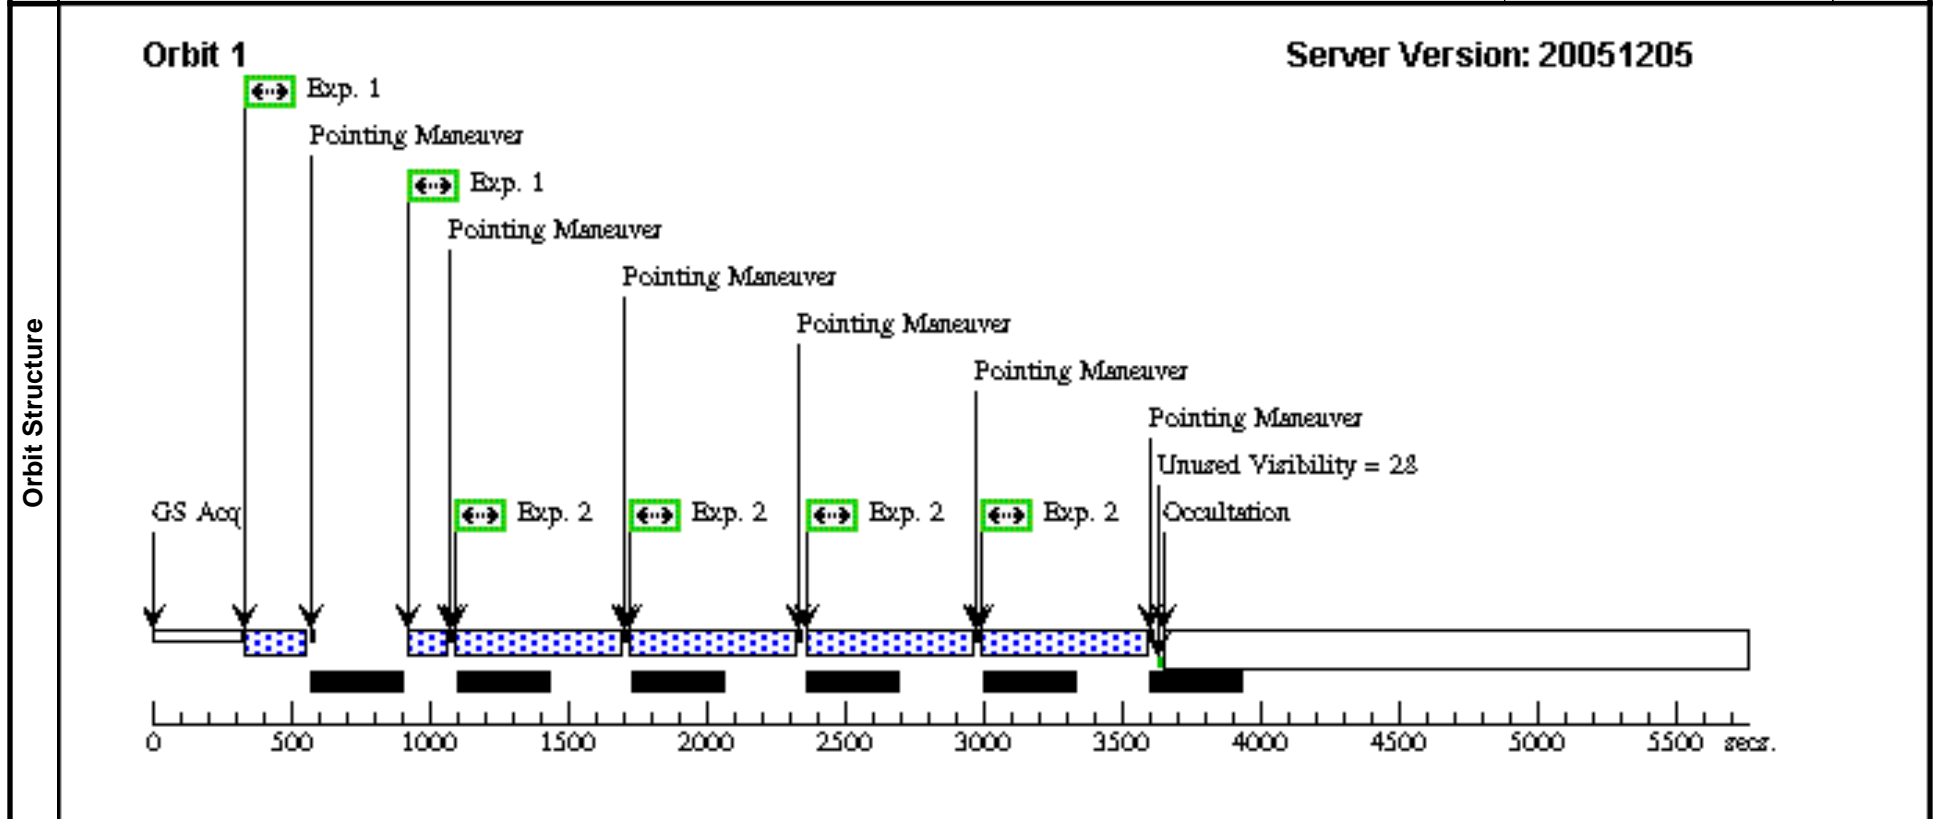 Orbit 1
Server Version: 20051205
Exp. 1
Pointing Maneuver
Exp. 1
Pointing Maneuver
Pointing Maneuver
Pointing Maneuver
Pointing Maneuver
Pointing Maneuver
Unused Visibility = 28
GS Acq
Exp. 2
Exp. 2
Exp. 2
Exp. 2
Occultation
Orbit Structure
0 500 1000 1500 2000 2500 3000 3500 4000 4500 5000 5500 secs.